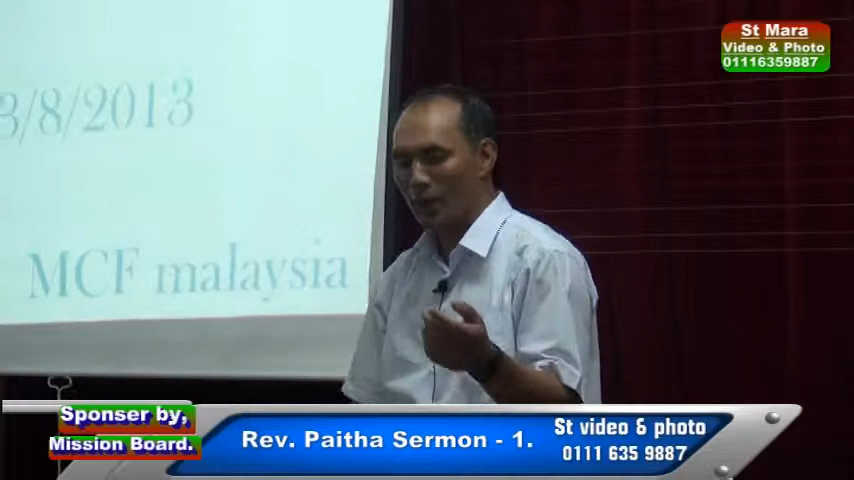 St Mara
Video & Photo
01116359887
3/8/2013
MCF malaysia
Sponser by,
Mission Board.
Rev. Paitha Sermon - 1.
St video & photo
0111 635 9887